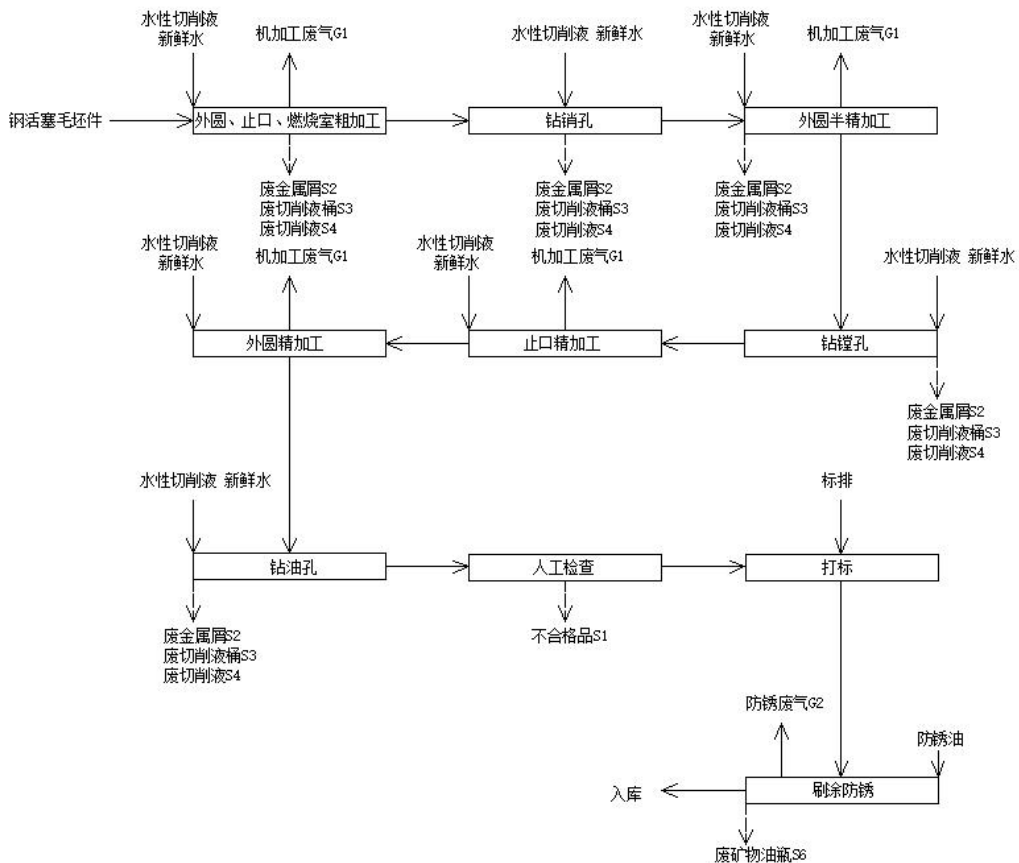 水性切削液
新鲜水
机加工废气G1
水性切削液 新鲜水
水性切削液
新鲜水
机加工废气G1
钢活塞毛坯件
外圆、止口、燃烧室粗加工
钻销孔
外圆半精加工
废金属屑S2
废切削液桶S3
废切削液S4
废金属屑S2
废切削液桶S3
废切削液S4
废金属屑S2
废切削液桶S3
废切削液S4
水性切削液
新鲜水
机加工废气G1
水性切削液
新鲜水
机加工废气G1
水性切削液 新鲜水
外圆精加工
止口精加工
钻镗孔
废金属屑S2
废切削液桶S3
废切削液S4
水性切削液 新鲜水
标排
钻油孔
人工检查
打标
废金属屑S2
废切削液桶S3
废切削液S4
不合格品S1
防锈废气G2
防锈油
入库
刷涂防锈
废矿物油瓶S6